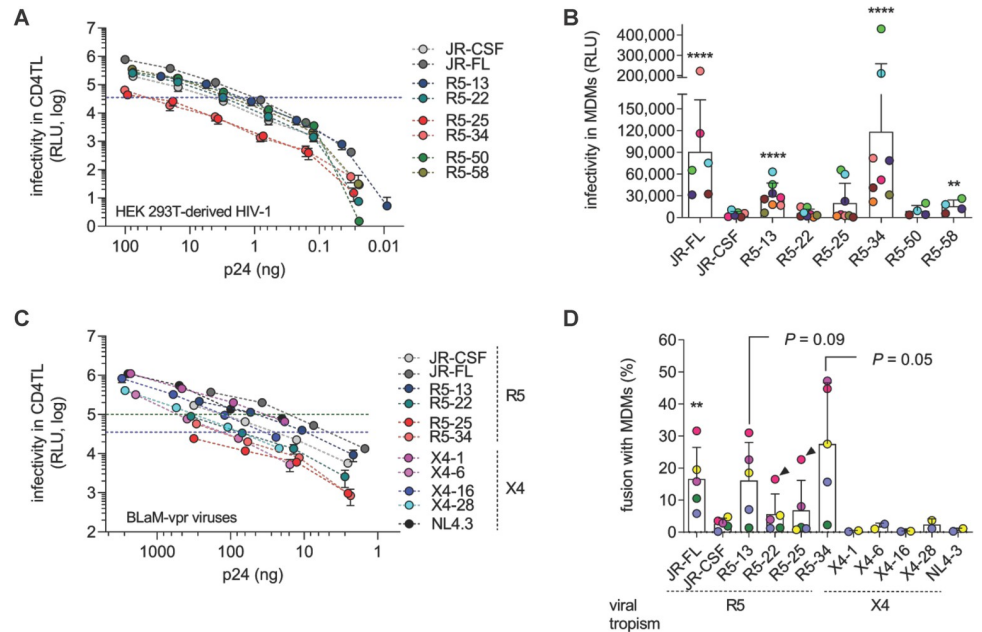 A
infectivity in CD4TL
(RLU, log)
7
6
5
4
3
2
1
0
HEK 293T-derived HIV-1
100
10
1
0.1
0.01
p24 (ng)
JR-CSF
JR-FL
R5-13
R5-22
R5-25
R5-34
R5-50
R5-58
B
infectivity in MDMs (RLU)
400,000
300,000
200,000
150,000
120,000
90,000
60,000
30,000
0
****
****
****
**
JR-FL
JR-CSF
R5-13
R5-22
R5-25
R5-34
R5-50
R5-58
C
infectivity in CD4TL
(RLU, log)
7
6
5
4
3
2
BLaM-vpr viruses
1000
100
10
1
p24 (ng)
JR-CSF
JR-FL
R5-13
R5-22
R5-25
R5-34
X4-1
X4-6
X4-16
X4-28
NL4.3
R5
X4
D
fusion with MDMs (%)
60
50
40
30
20
10
0
P = 0.09
P = 0.05
**
JR-FL
JR-CSF
R5-13
R5-22
R5-25
R5-34
X4-1
X4-6
X4-16
X4-28
NL4-3
viral
tropism
R5
X4